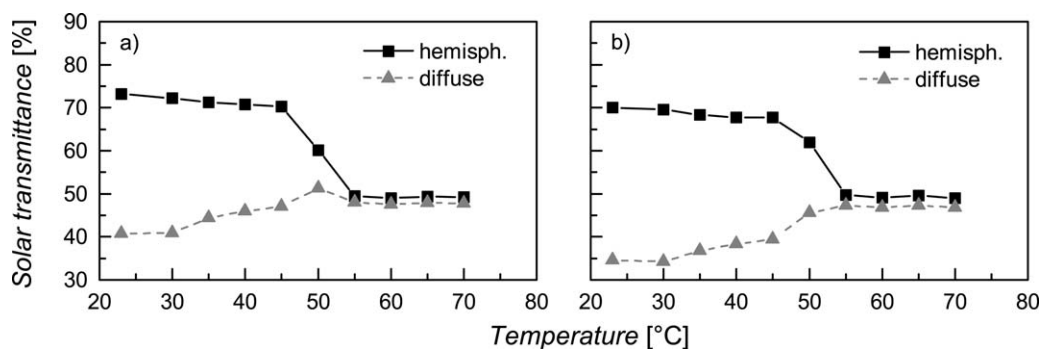 Solar transmittance [%]
90
80
70
60
50
40
30
a)
hemisph.
diffuse
20 30 40 50 60 70 80
b)
hemisph.
diffuse
20 30 40 50 60 70 80
Temperature [°C]